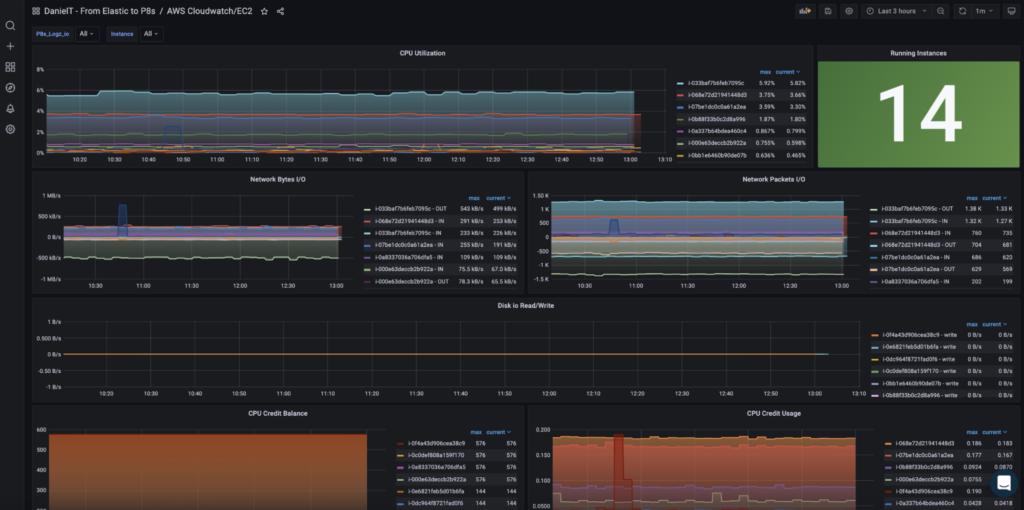 DanieIT - From Elastic to P8s / AWS Cloudwatch/EC2
Last 3 hours
1m
P8s_Logz_io All Instance All
CPU Utilization
8%
6%
4%
2%
0%
10:20 10:30 10:40 10:50 11:00 11:10 11:20 11:30 11:40 11:50 12:00 12:10 12:20 12:30 12:40 12:50 13:00 13:10
max current
i-033baf7b6feb7095c 5.92% 5.82%
i-068e72d21941448d3 3.75% 3.66%
i-07be1dc0c0a61a2ea 3.59% 3.30%
i-0b88f33b0c2d8a996 1.87% 1.80%
i-0a337b64bdea460c4 0.867% 0.799%
i-000e63deccb2b922a 0.755% 0.598%
i-0bb1e6460b90de07b 0.636% 0.465%
Running Instances
14
Network Bytes I/O
1 MB/s
500 kB/s
0 B/s
-500 kB/s
-1 MB/s
10:30 11:00 11:30 12:00 12:30 13:00
max current
i-033baf7b6feb7095c - OUT 543 kB/s 499 kB/s
i-068e72d21941448d3 - IN 291 kB/s 253 kB/s
i-033baf7b6feb7095c - IN 233 kB/s 226 kB/s
i-07be1dc0c0a61a2ea - IN 255 kB/s 191 kB/s
i-0a8337036a706dfa5 - IN 109 kB/s 109 kB/s
i-000e63deccb2b922a - IN 75.5 kB/s 67.0 kB/s
i-000e63deccb2b922a - OUT 78.3 kB/s 65.5 kB/s
Network Packets I/O
1.50 K
1 K
500
0
-500
-1 K
-1.5 K
10:30 11:00 11:30 12:00 12:30 13:00
max current
i-033baf7b6feb7095c - OUT 1.38 K 1.33 K
i-033baf7b6feb7095c - IN 1.32 K 1.27 K
i-068e72d21941448d3 - IN 760 735
i-068e72d21941448d3 - OUT 704 681
i-07be1dc0c0a61a2ea - IN 686 620
i-07be1dc0c0a61a2ea - OUT 629 569
i-0a8337036a706dfa5 - IN 202 199
Disk io Read/Write
1 B/s
0.500 B/s
0 B/s
-0.50 B/s
-1 B/s
10:20 10:30 10:40 10:50 11:00 11:10 11:20 11:30 11:40 11:50 12:00 12:10 12:20 12:30 12:40 12:50 13:00 13:10
max current
i-0f4a43d906cea38c9 - write 0 B/s 0 B/s
i-0e6821feb5d01b6fa - write 0 B/s 0 B/s
i-0dc964f8721fad0f6 - write 0 B/s 0 B/s
i-0c0def808a159f170 - write 0 B/s 0 B/s
i-0bb1e6460b90de07b - write 0 B/s 0 B/s
i-0b88f33b0c2d8a996 - write 0 B/s 0 B/s
CPU Credit Balance
600
500
400
300
200
max current
i-0f4a43d906cea38c9 576 576
i-0c0def808a159f170 576 576
i-0a8337036a706dfa5 576 576
i-000e63deccb2b922a 576 576
i-0e6821feb5d01b6fa 144 144
i-0dc964f8721fad0f6 144 144
CPU Credit Usage
0.200
0.150
0.100
0.0500
max current
i-068e72d21941448d3 0.186 0.183
i-07be1dc0c0a61a2ea 0.177 0.167
i-0b88f33b0c2d8a996 0.0924 0.0870
i-000e63deccb2b922a 0.0755
i-0f4a43d906cea38c9 0.190
i-0a337b64bdea460c4 0.0428 0.0418